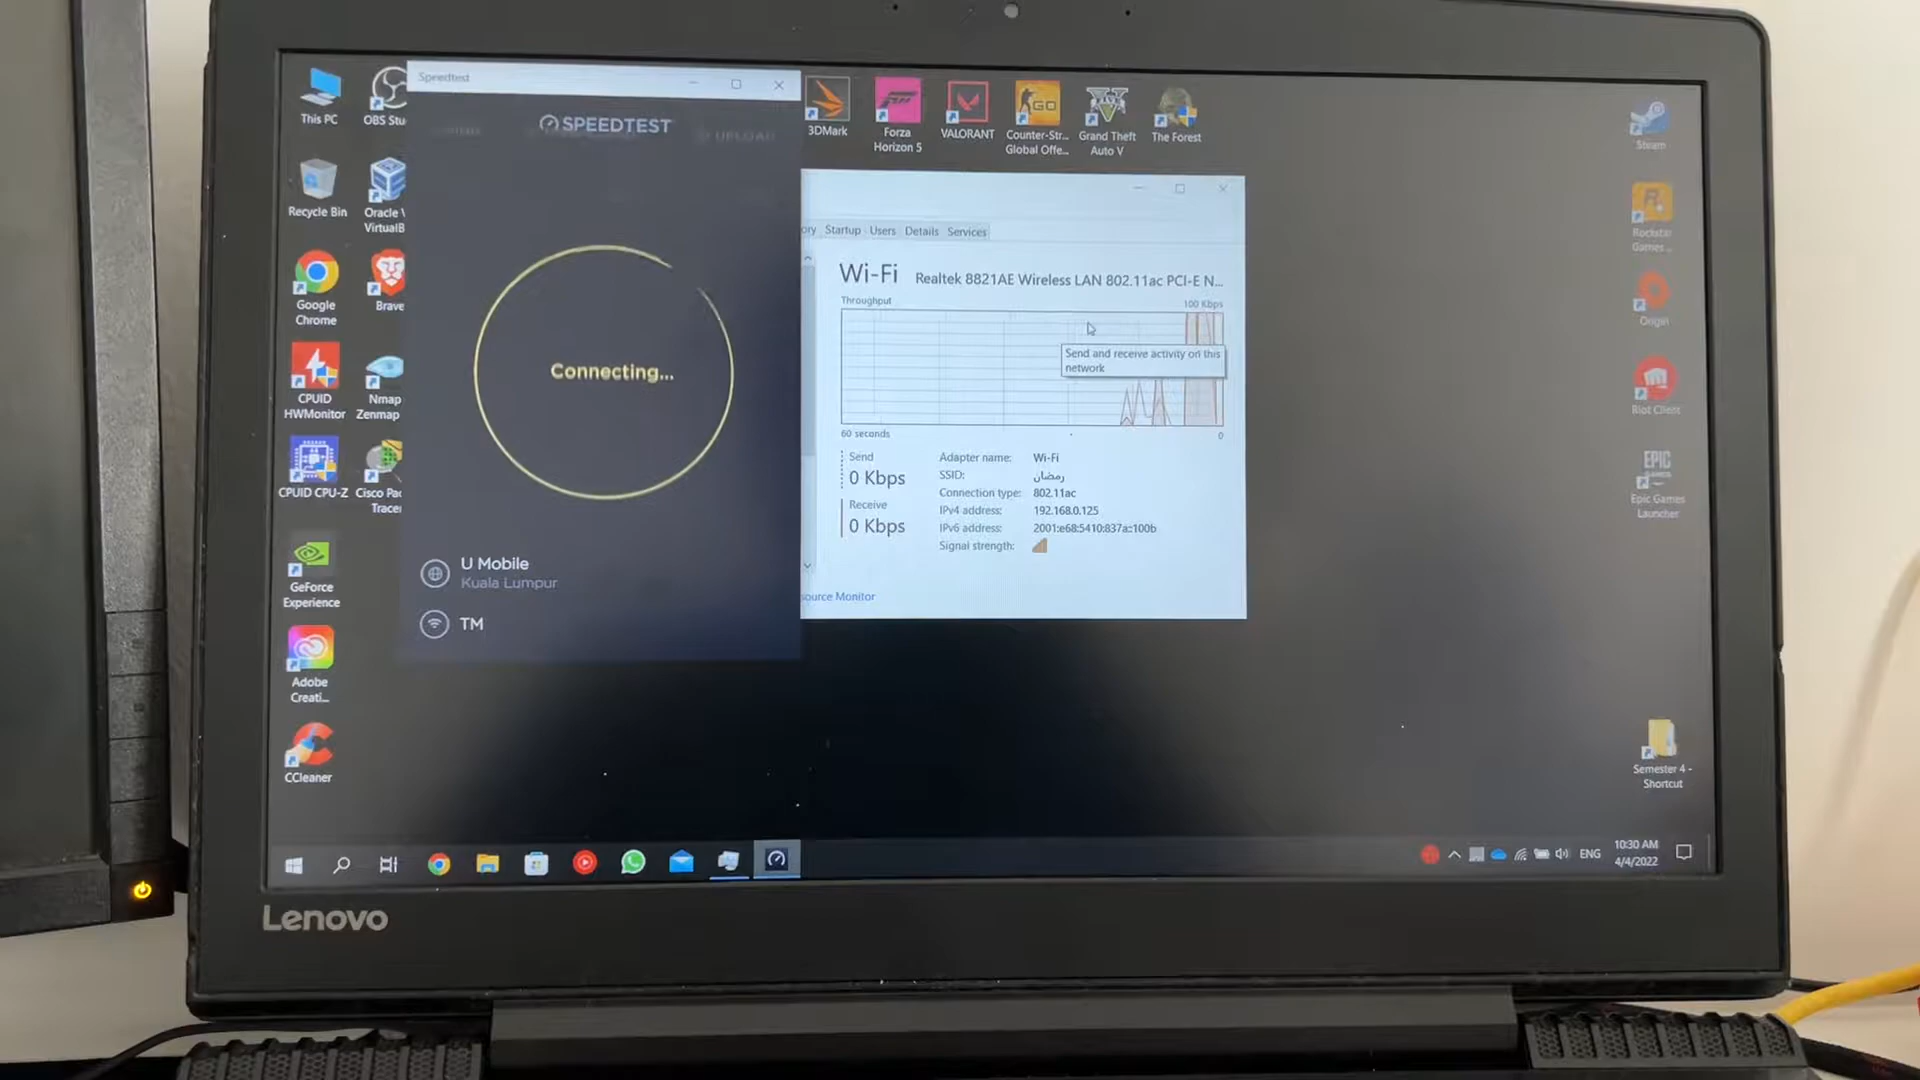 This PC
OBS Stu
Recycle Bin
Oracle V
VirtualB
Google
Chrome
Brave
CPUID
HWMonitor
Nmap
Zenmap
CPUID CPU-Z
Cisco Pac
Tracer
GeForce
Experience
Adobe
Creati...
CCleaner
Speedtest
SPEEDTEST
UPLOAD
Connecting...
U Mobile
Kuala Lumpur
TM
3DMark
Forza
Horizon 5
VALORANT
Counter-Str...
Global Offe...
GO
V
Grand Theft
Auto V
The Forest
ory Startup Users Details Services
Wi-Fi Realtek 8821AE Wireless LAN 802.11ac PCI-E N...
Throughput 100 Kbps
Send and receive activity on this
network
60 seconds 0
Send
0 Kbps
Receive
0 Kbps
Adapter name: Wi-Fi
SSID: رمضان
Connection type: 802.11ac
IPv4 address: 192.168.0.125
IPv6 address: 2001:e68:5410:837a::100b
Signal strength:
source Monitor
Steam
R
Rockstar
Games ...
Origin
Riot Client
EPIC
GAMES
Epic Games
Launcher
Semester 4 -
Shortcut
ENG
10:30 AM
4/4/2022
Lenovo